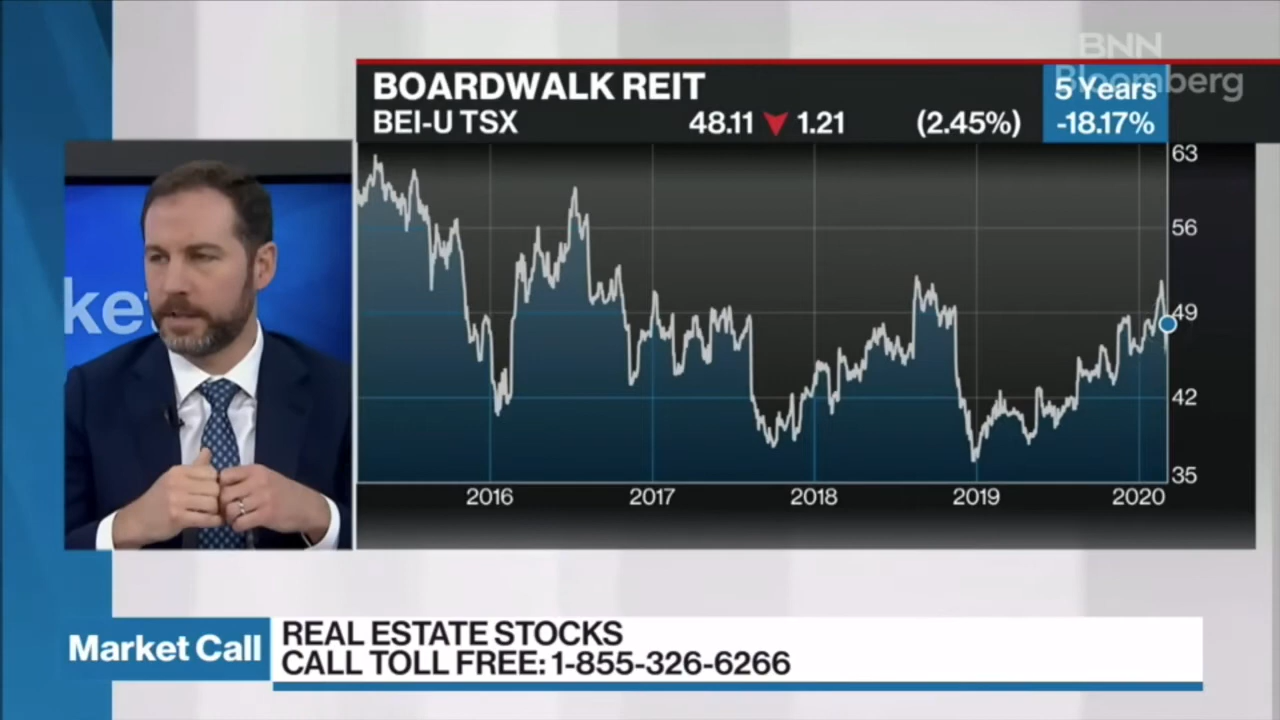 BNN
Bloomberg
BOARDWALK REIT
5 Years
BEI-U TSX 48.11 1.21 (2.45%) -18.17%
63
56
49
42
35
2016 2017 2018 2019 2020
ket
Market Call
REAL ESTATE STOCKS
CALL TOLL FREE: 1-855-326-6266